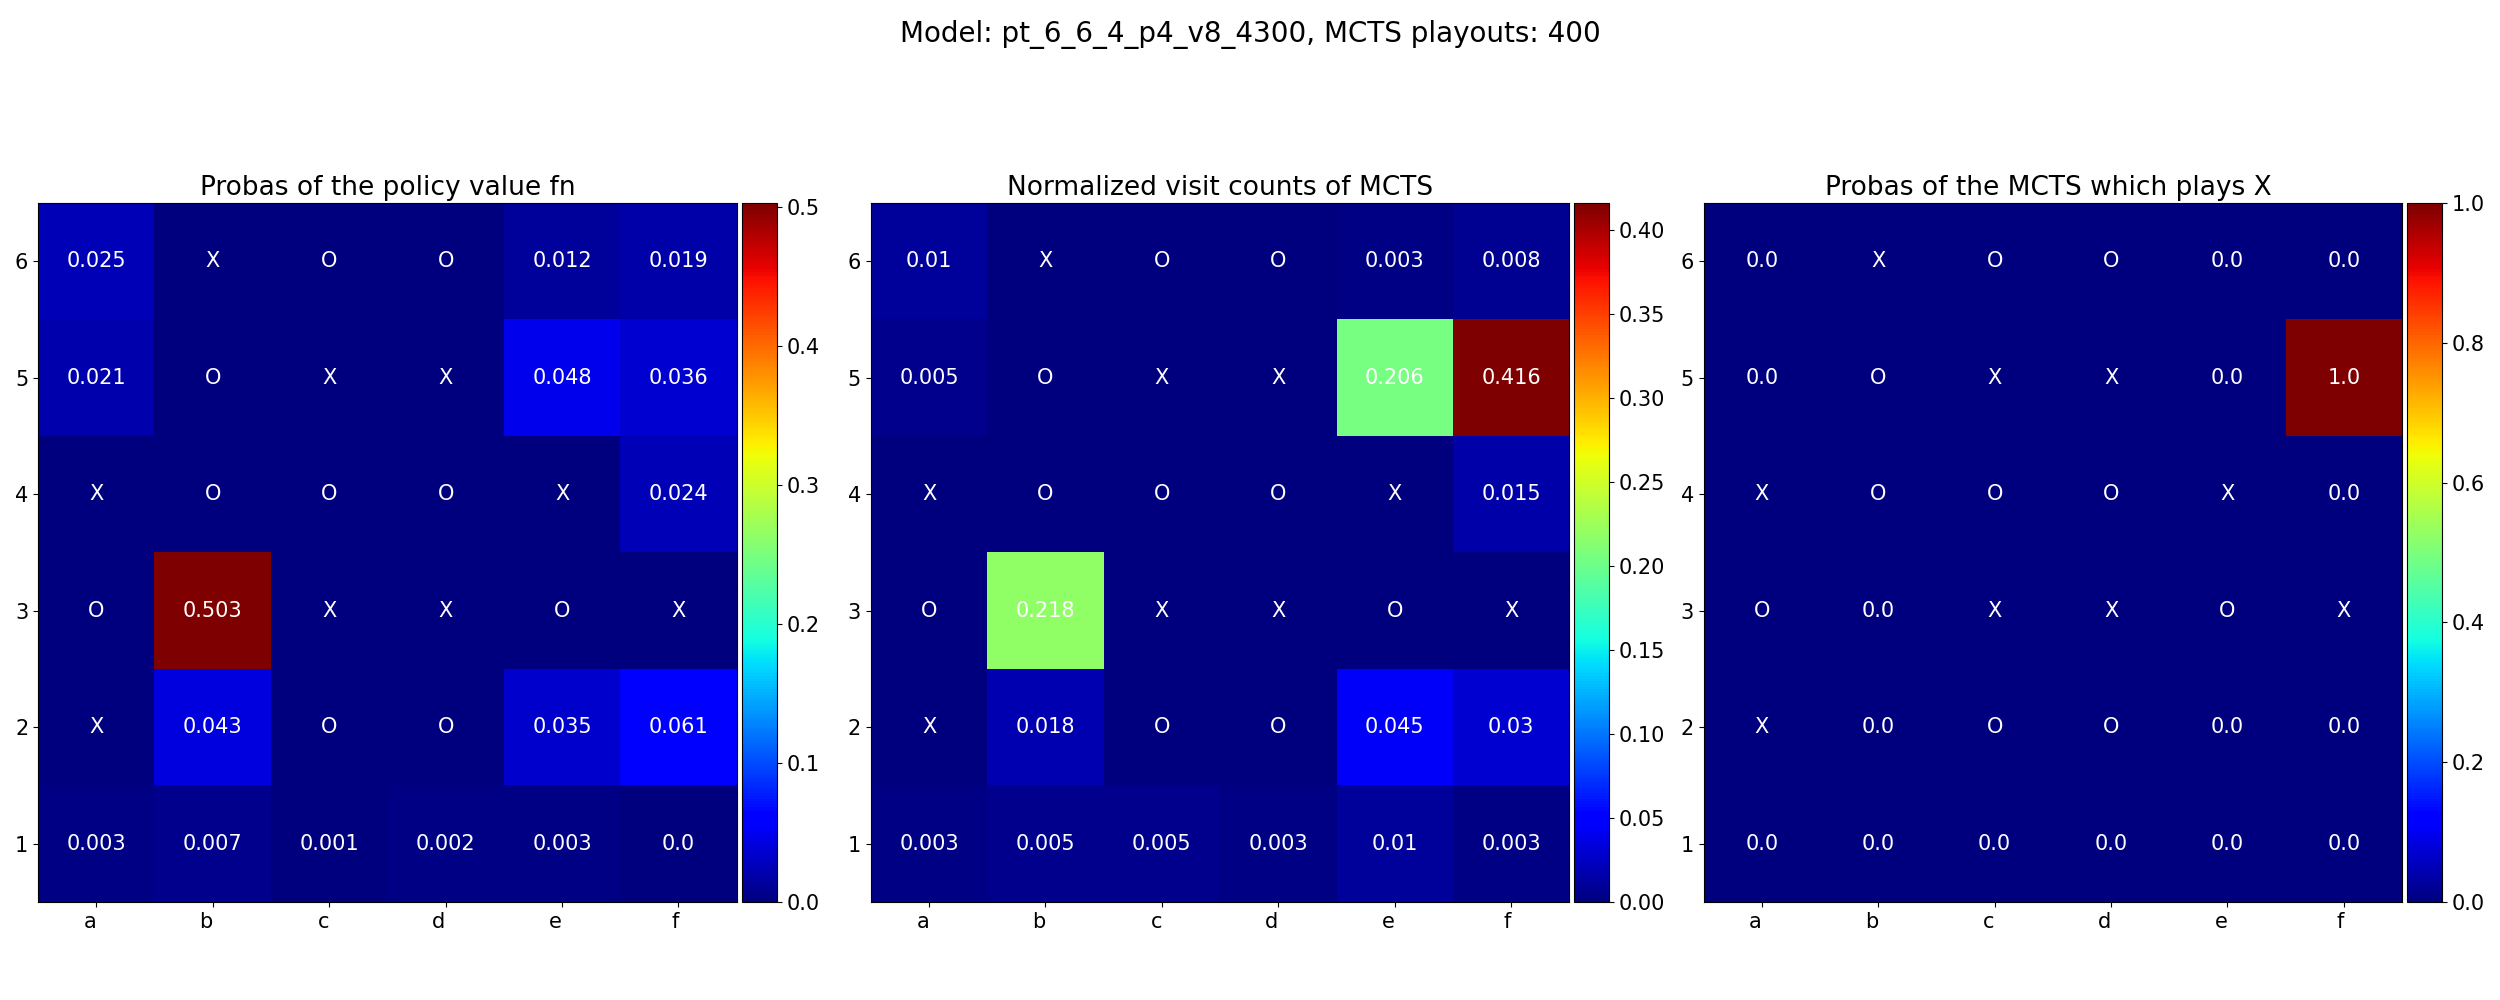 Model: pt_6_6_4_p4_v8_4300, MCTS playouts: 400
Probas of the policy value fn
6 0.025 X O O 0.012 0.019
5 0.021 O X X 0.048 0.036
4 X O O O X 0.024
3 O 0.503 X X O X
2 X 0.043 O O 0.035 0.061
1 0.003 0.007 0.001 0.002 0.003 0.0
a b c d e f
0.5
0.4
0.3
0.2
0.1
0.0
Normalized visit counts of MCTS
6 0.01 X O O 0.003 0.008
5 0.005 O X X 0.206 0.416
4 X O O O X 0.015
3 O 0.218 X X O X
2 X 0.018 O O 0.045 0.03
1 0.003 0.005 0.005 0.003 0.01 0.003
a b c d e f
0.40
0.35
0.30
0.25
0.20
0.15
0.10
0.05
0.00
Probas of the MCTS which plays X
6 0.0 X O O 0.0 0.0
5 0.0 O X X 0.0 1.0
4 X O O O X 0.0
3 O 0.0 X X O X
2 X 0.0 O O 0.0 0.0
1 0.0 0.0 0.0 0.0 0.0 0.0
a b c d e f
1.0
0.8
0.6
0.4
0.2
0.0